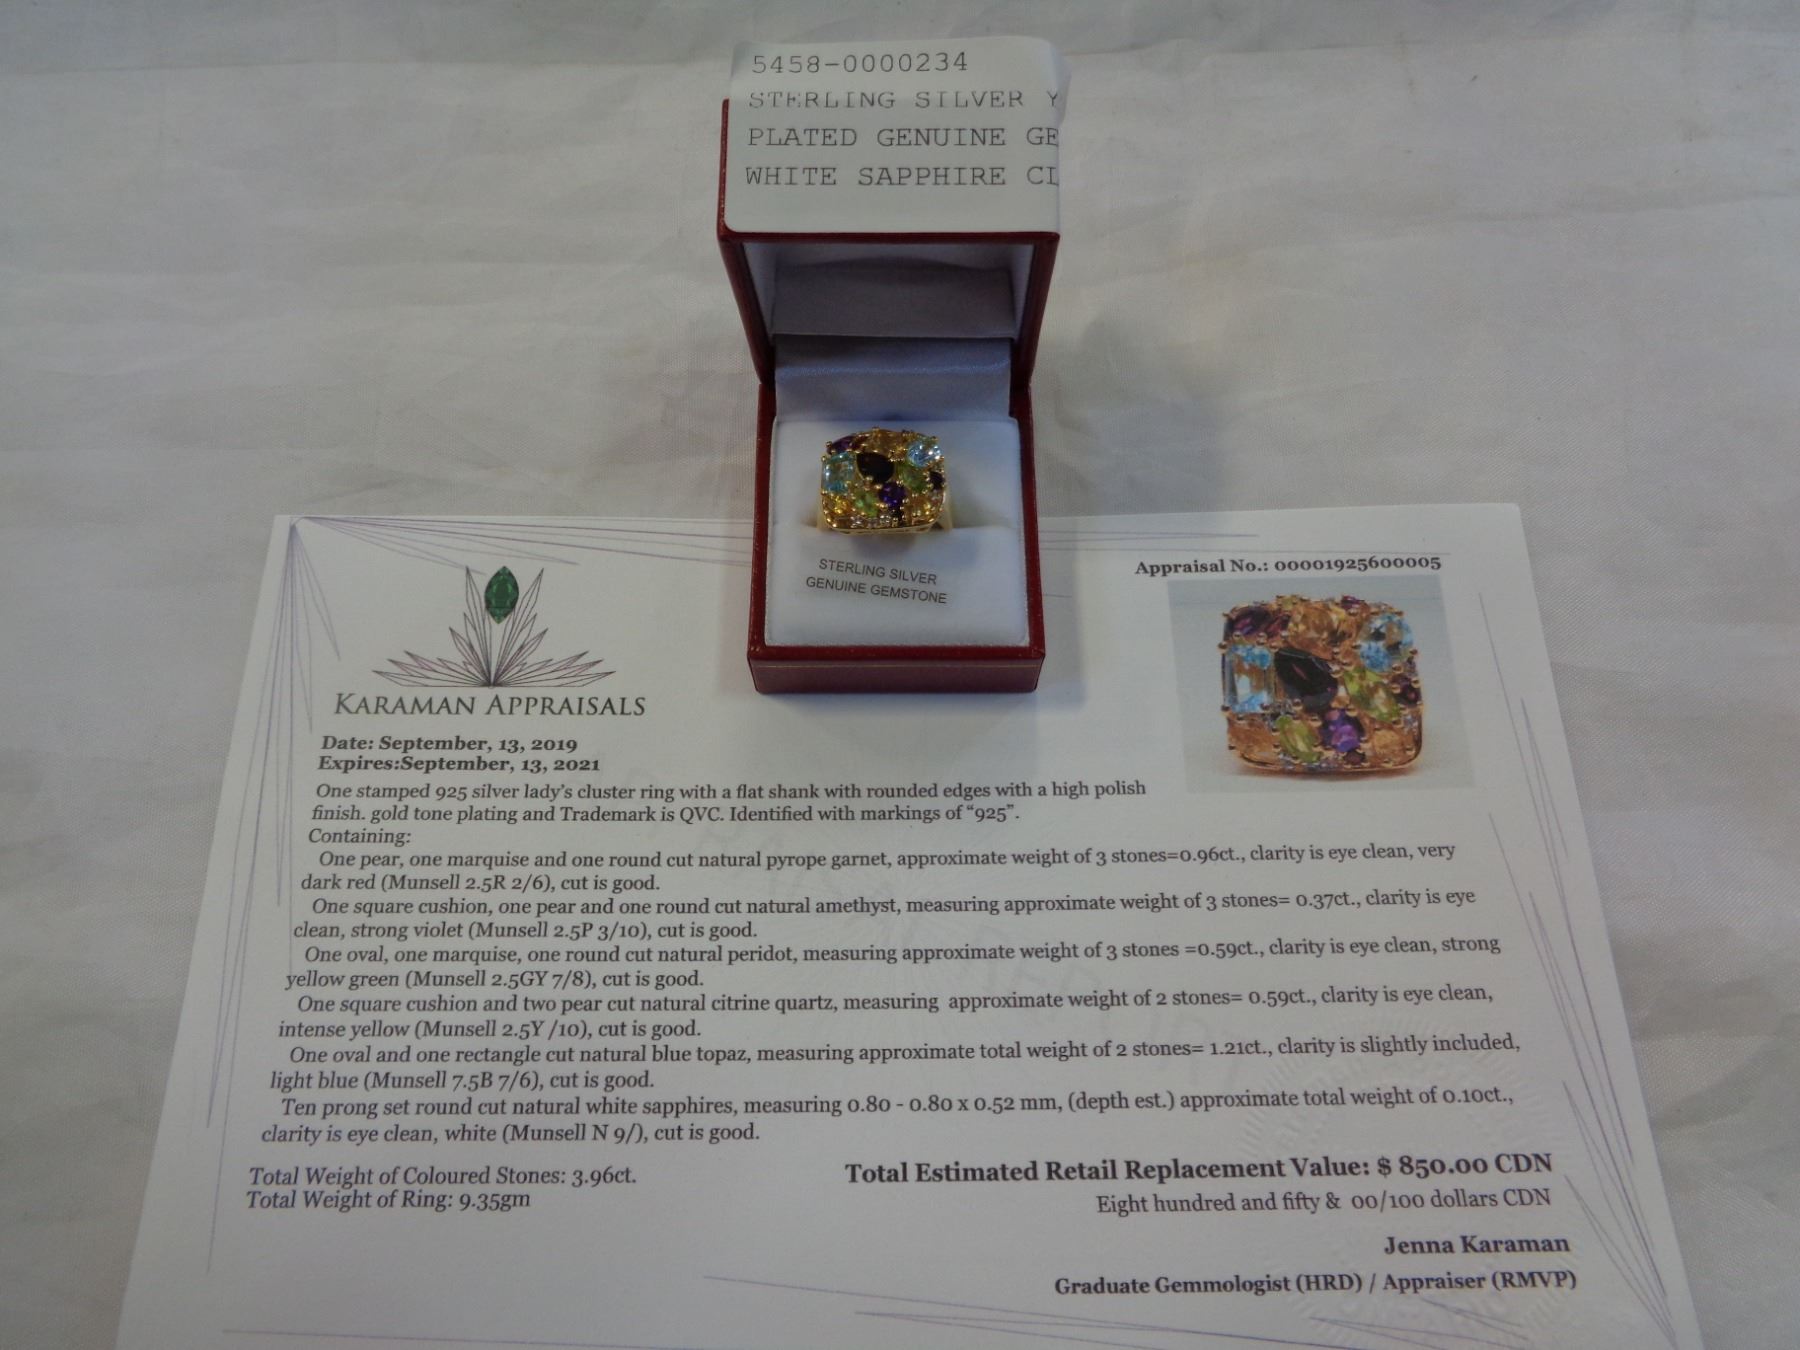 5458-0000234
STERLING SILVER Y
PLATED GENUINE GE
WHITE SAPPHIRE CL
STERLING SILVER
GENUINE GEMSTONE
Appraisal No.: 00001925600005
KARAMAN APPRAISALS
Date: September, 13, 2019
Expires:September, 13, 2021
One stamped 925 silver lady's cluster ring with a flat shank with rounded edges with a high polish
finish. gold tone plating and Trademark is QVC. Identified with markings of "925".
Containing:
One pear, one marquise and one round cut natural pyrope garnet, approximate weight of 3 stones=0.96ct., clarity is eye clean, very
dark red (Munsell 2.5R 2/6), cut is good.
One square cushion, one pear and one round cut natural amethyst, measuring approximate weight of 3 stones= 0.37ct., clarity is eye
clean, strong violet (Munsell 2.5P 3/10), cut is good.
One oval, one marquise, one round cut natural peridot, measuring approximate weight of 3 stones =0.59ct., clarity is eye clean, strong
yellow green (Munsell 2.5GY 7/8), cut is good.
One square cushion and two pear cut natural citrine quartz, measuring approximate weight of 2 stones= 0.59ct., clarity is eye clean,
intense yellow (Munsell 2.5Y /10), cut is good.
One oval and one rectangle cut natural blue topaz, measuring approximate total weight of 2 stones= 1.21ct., clarity is slightly included,
light blue (Munsell 7.5B 7/6), cut is good.
Ten prong set round cut natural white sapphires, measuring 0.80 - 0.80 x 0.52 mm, (depth est.) approximate total weight of 0.10ct.,
clarity is eye clean, white (Munsell N 9/), cut is good.
Total Weight of Coloured Stones: 3.96ct.
Total Weight of Ring: 9.35gm
Total Estimated Retail Replacement Value: $ 850.00 CDN
Eight hundred and fifty & 00/100 dollars CDN
Jenna Karaman
Graduate Gemmologist (HRD) / Appraiser (RMVP)